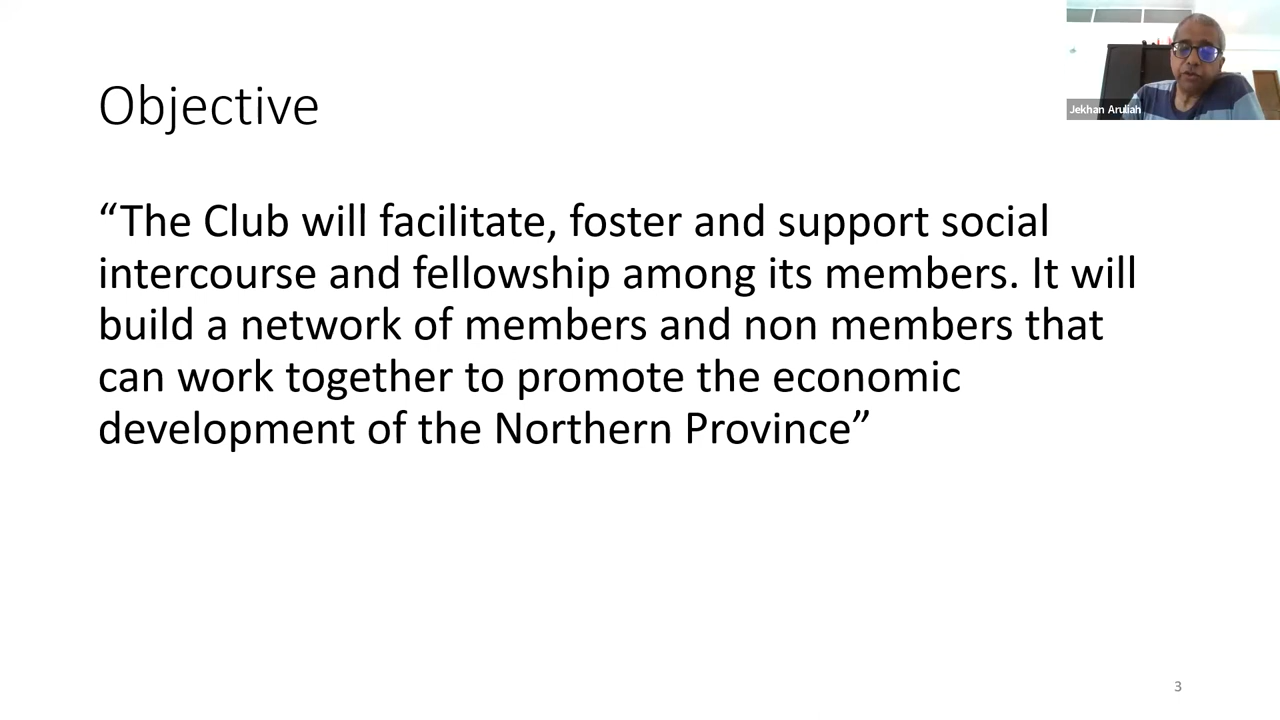 Objective
Jekhan Aruliah
“The Club will facilitate, foster and support social
intercourse and fellowship among its members. It will
build a network of members and non members that
can work together to promote the economic
development of the Northern Province”
3